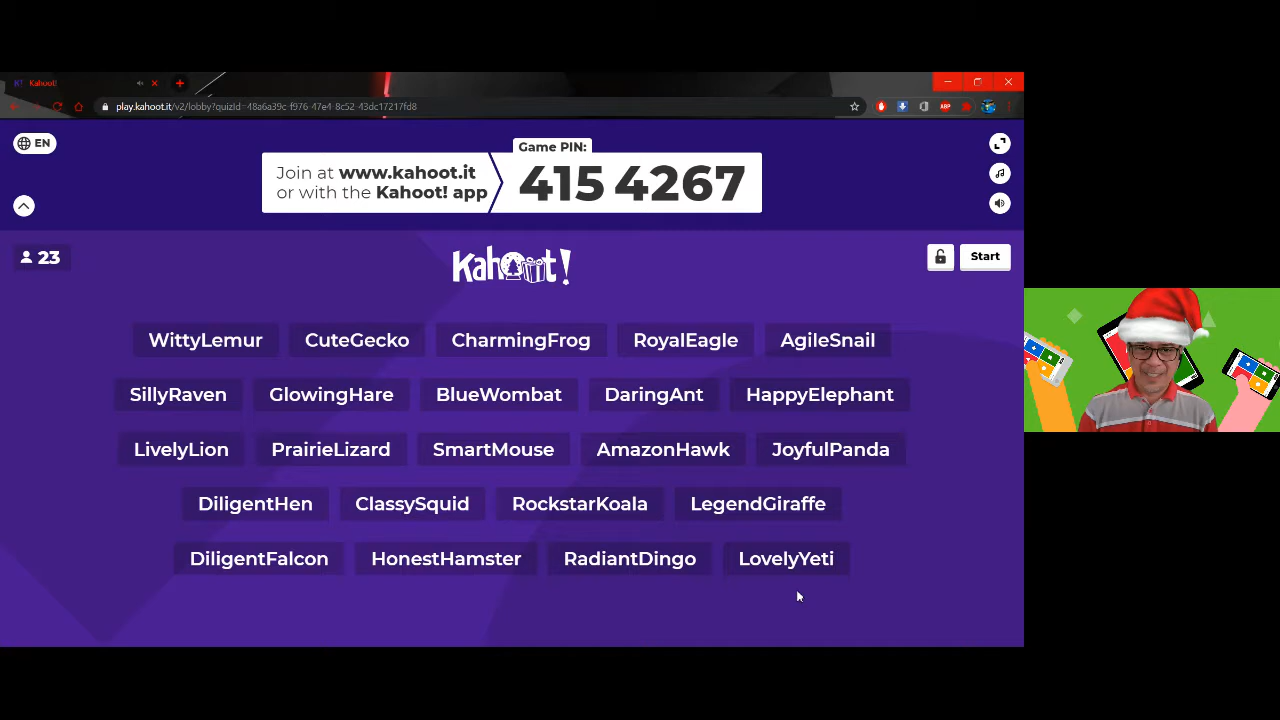 Kahoot!
play.kahoot.it/v2/lobby?quizId=48a6a39c-f976-47e4-8c52-43dc17217fd8
ABP
EN
Join at www.kahoot.it
or with the Kahoot! app
Game PIN:
415 4267
23
Kahoot!
Start
WittyLemur CuteGecko CharmingFrog RoyalEagle AgileSnail
SillyRaven GlowingHare BlueWombat DaringAnt HappyElephant
LivelyLion PrairieLizard SmartMouse AmazonHawk JoyfulPanda
DiligentHen ClassySquid RockstarKoala LegendGiraffe
DiligentFalcon HonestHamster RadiantDingo LovelyYeti